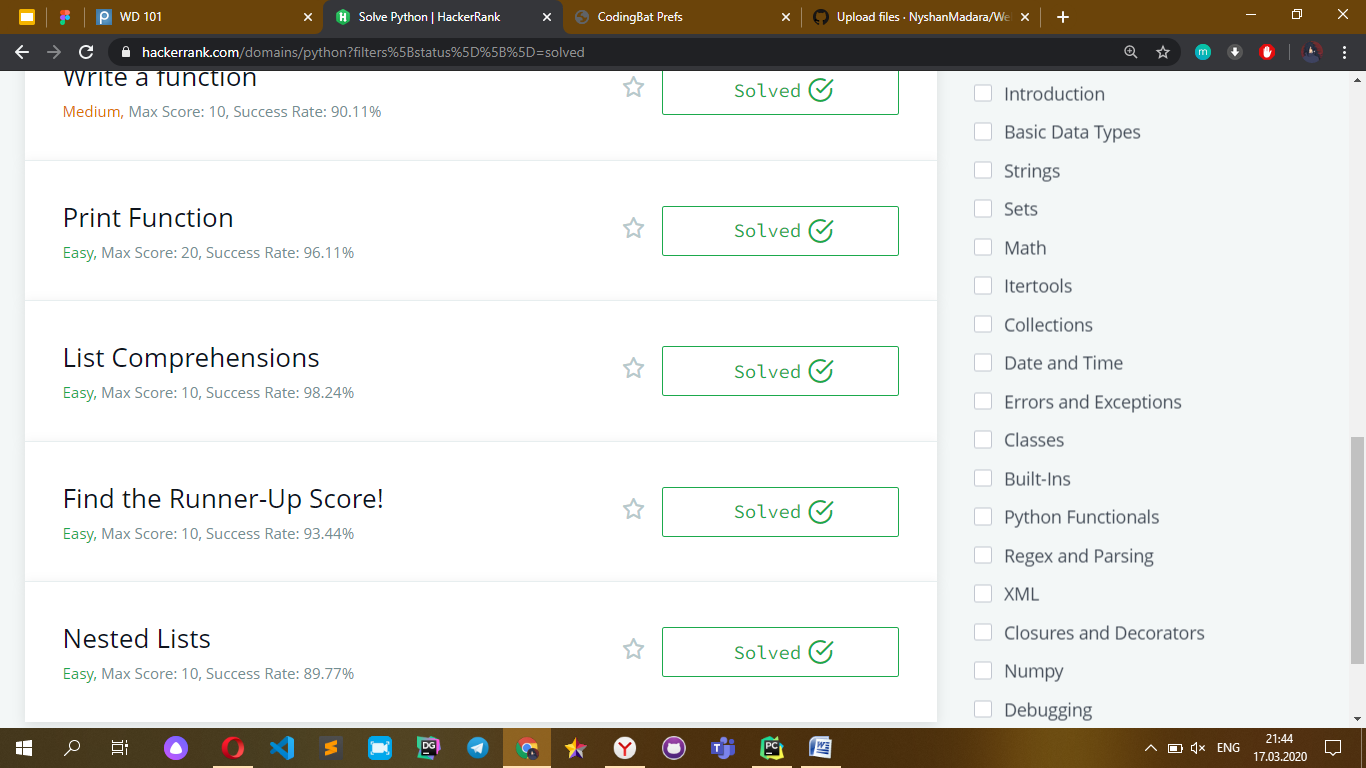 WD 101
Solve Python | HackerRank
CodingBat Prefs
Upload files · NyshanMadara/We
hackerrank.com/domains/python?filters%5Bstatus%5D%5B%5D=solved
Write a function
Medium, Max Score: 10, Success Rate: 90.11%
Solved
Print Function
Easy, Max Score: 20, Success Rate: 96.11%
Solved
List Comprehensions
Easy, Max Score: 10, Success Rate: 98.24%
Solved
Find the Runner-Up Score!
Easy, Max Score: 10, Success Rate: 93.44%
Solved
Nested Lists
Easy, Max Score: 10, Success Rate: 89.77%
Solved
Introduction
Basic Data Types
Strings
Sets
Math
Itertools
Collections
Date and Time
Errors and Exceptions
Classes
Built-Ins
Python Functionals
Regex and Parsing
XML
Closures and Decorators
Numpy
Debugging
DG
PC
ENG
21:44
17.03.2020